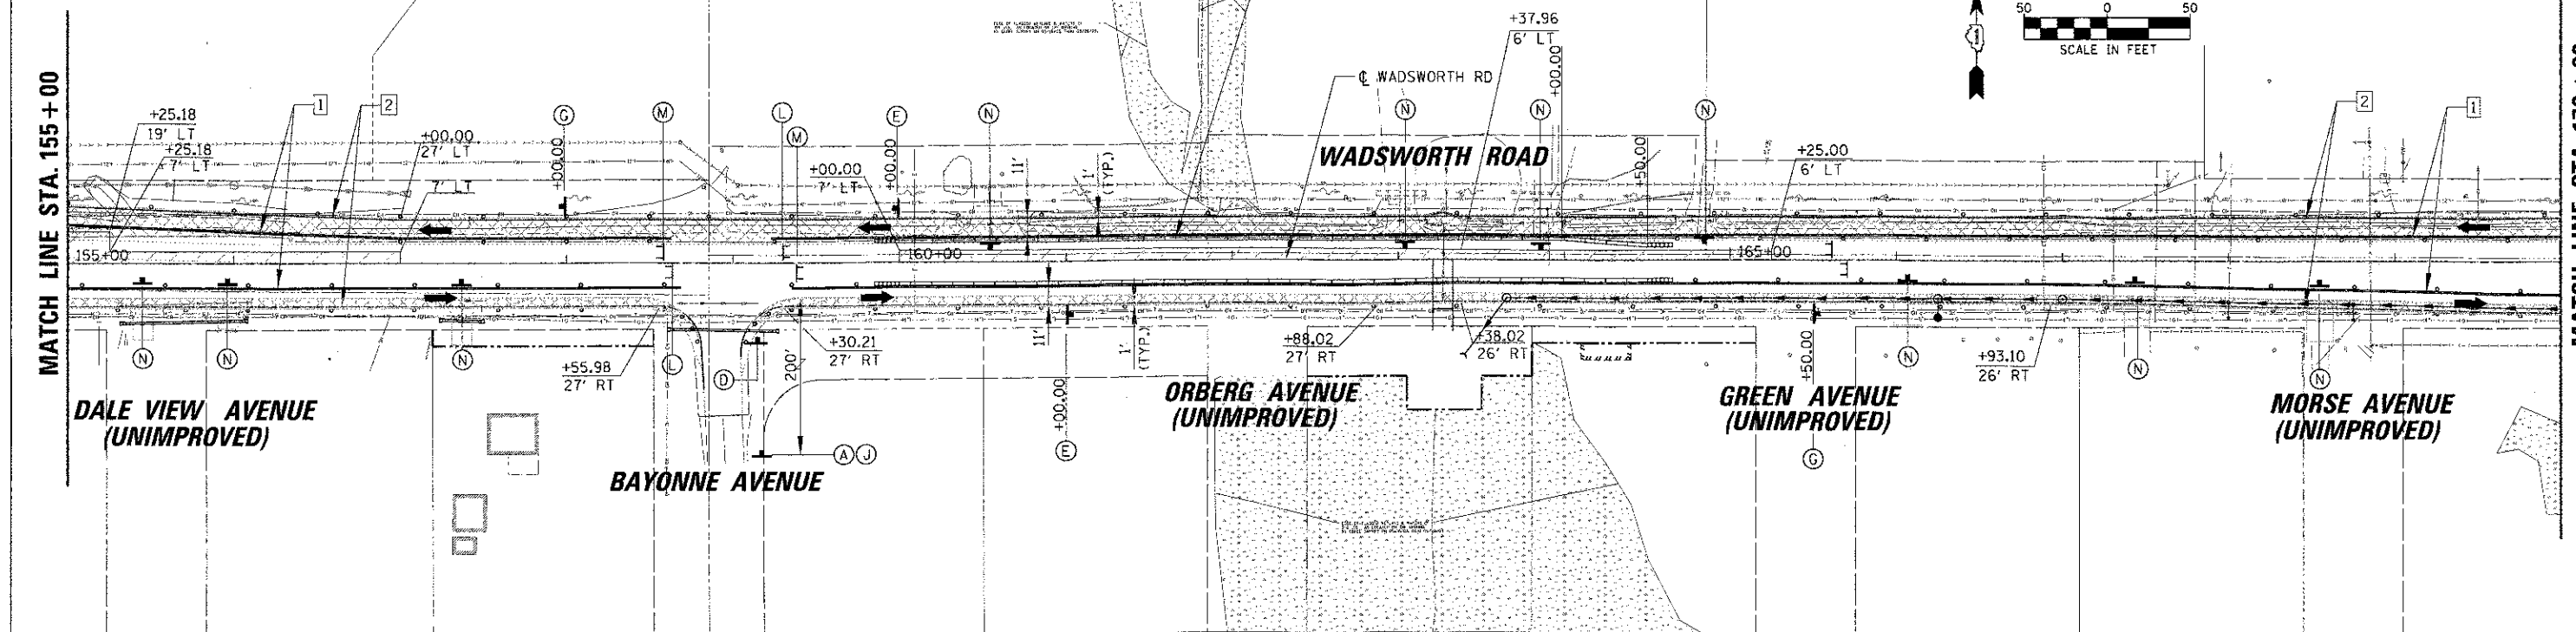 MATCH LINE STA. 155+00
+25.18
19' LT
+25.18
7' LT
1
2
+00.00
27' LT
7' LT
G
+00.00
M
L
M
+00.00
7' LT
E
+00.00
N
11'
1'
(TYP.)
WADSWORTH ROAD
℄ WADSWORTH RD
+37.96
6' LT
+00.00
N
N
+50.00
N
+25.00
6' LT
50 0 50
SCALE IN FEET
2
1
155+00
160+00
165+00
N
N
N
+55.98
27' RT
L
D
200'
+30.21
27' RT
A J
11'
1'
(TYP.)
+00.00
E
+88.02
27' RT
+38.02
26' RT
+50.00
G
N
+93.10
26' RT
N
N
DALE VIEW AVENUE
(UNIMPROVED)
BAYONNE AVENUE
ORBERG AVENUE
(UNIMPROVED)
GREEN AVENUE
(UNIMPROVED)
MORSE AVENUE
(UNIMPROVED)